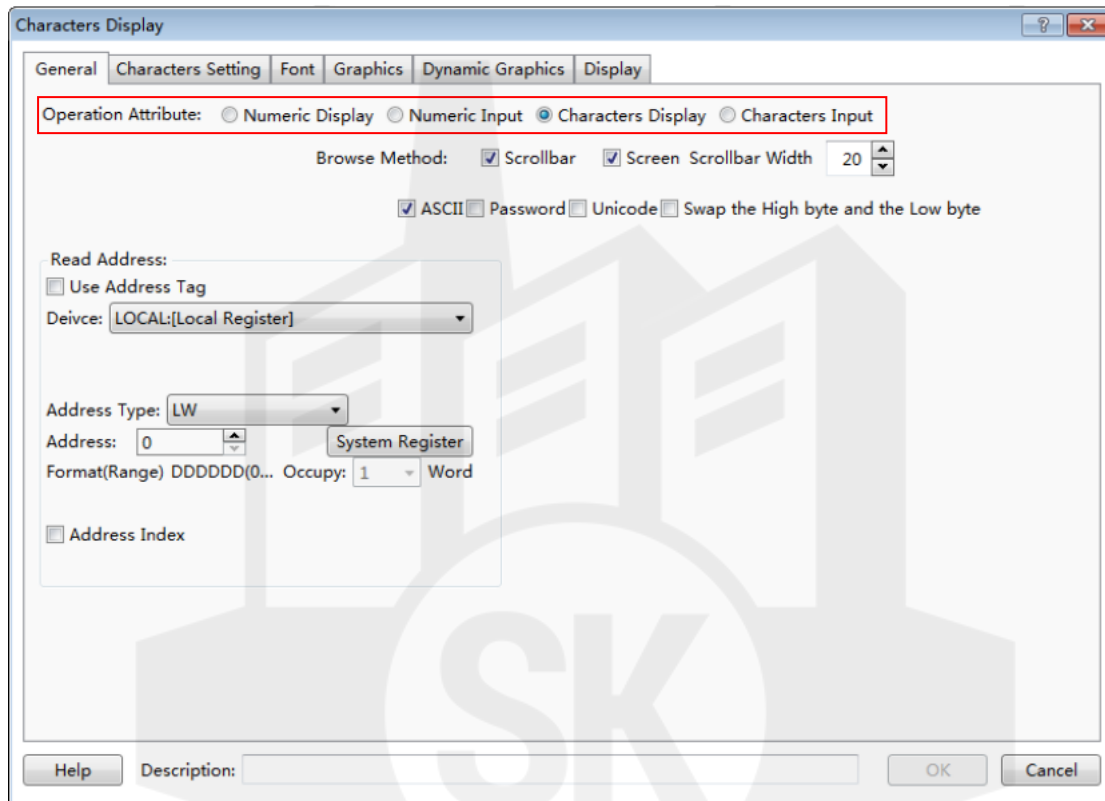 Characters Display
General Characters Setting Font Graphics Dynamic Graphics Display
Operation Attribute: Numeric Display Numeric Input Characters Display Characters Input
Browse Method: Scrollbar Screen Scrollbar Width 20
ASCII Password Unicode Swap the High byte and the Low byte
Read Address:
Use Address Tag
Deivce: LOCAL:[Local Register]
Address Type: LW
Address: 0 System Register
Format(Range) DDDDDD(0... Occupy: 1 Word
Address Index
SK
Help Description: OK Cancel